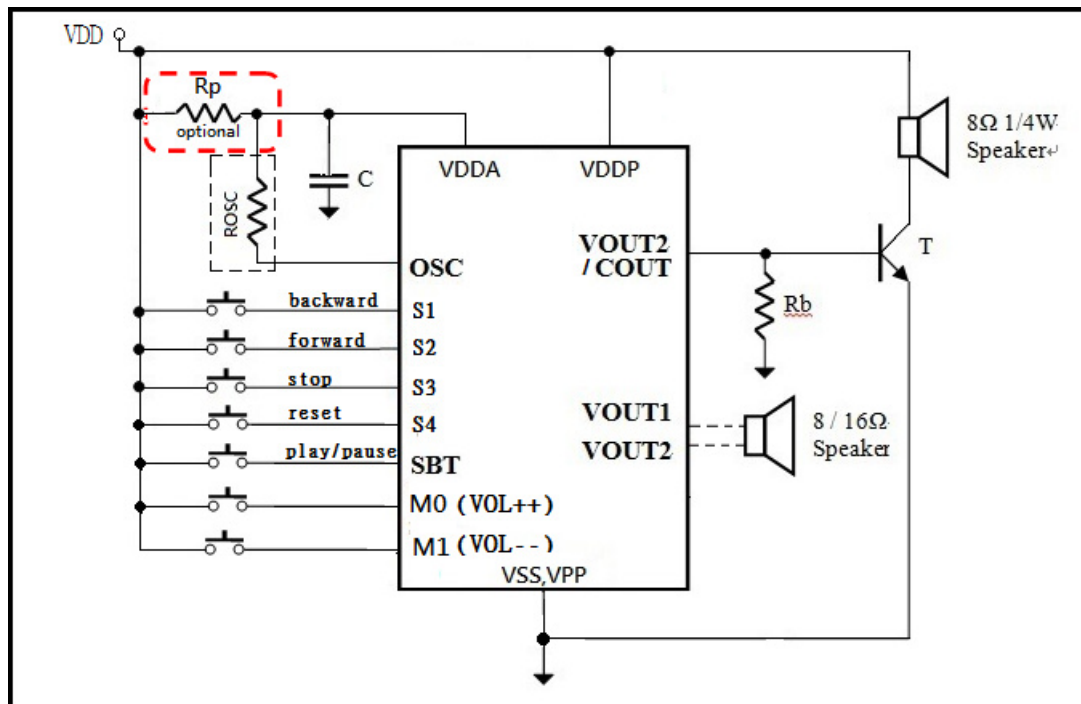 VDD
Rp
optional
ROSC
C
VDDA
VDDP
8Ω 1/4W
Speaker↵
OSC
VOUT2
/ COUT
T
Rb
backward
S1
forward
S2
stop
S3
reset
S4
play/pause
SBT
M0 (VOL++)
M1 (VOL--)
VOUT1
VOUT2
8 / 16Ω
Speaker
VSS,VPP